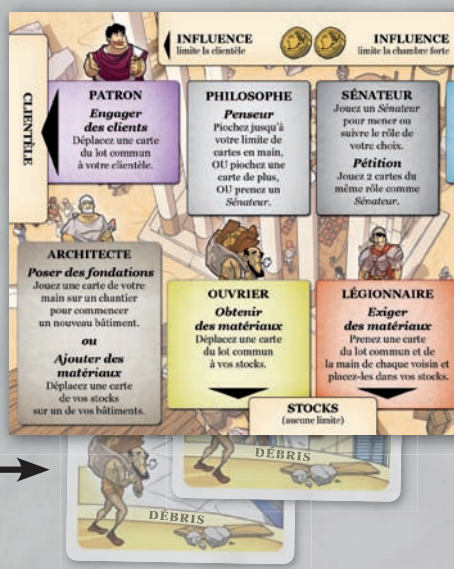 INFLUENCE
limite la clientèle
INFLUENCE
limite la chambre forte
CLIENTÈLE
PATRON
Engager
des clients
Déplacez une carte
du lot commun
à votre clientèle.
PHILOSOPHE
Penseur
Piochez jusqu'à
votre limite de
cartes en main,
OU piochez une
carte de plus,
OU prenez un
Sénateur.
SÉNATEUR
Jouez un Sénateur
pour mener ou
suivre le rôle de
votre choix.
Pétition
Jouez 2 cartes du
même rôle comme
Sénateur.
ARCHITECTE
Poser des fondations
Jouez une carte de votre
main sur un chantier
pour commencer
un nouveau bâtiment.
ou
Ajouter des
matériaux
Déplacez une carte
de vos stocks
sur un de vos bâtiments.
OUVRIER
Obtenir
des matériaux
Déplacez une carte
du lot commun
à vos stocks.
LÉGIONNAIRE
Exiger
des matériaux
Prenez une carte
du lot commun et de
la main de chaque voisin et
placez-les dans vos stocks.
STOCKS
(aucune limite)
DÉBRIS
DÉBRIS